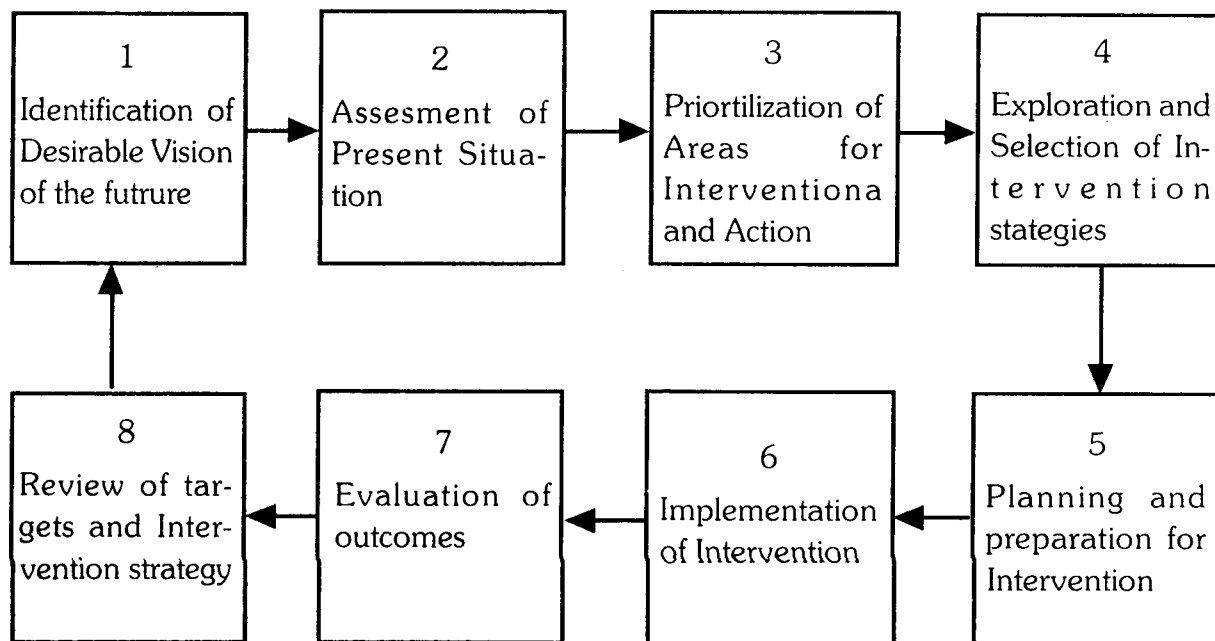 1
Identification of
Desirable Vision
of the futrure
2
Assesment of
Present Situa-
tion
3
Priortilization of
Areas for
Interventiona
and Action
4
Exploration and
Selection of In-
tervention
stategies
8
Review of tar-
gets and Inter-
vention strategy
7
Evaluation of
outcomes
6
Implementation
of Intervention
5
Planning and
preparation for
Intervention